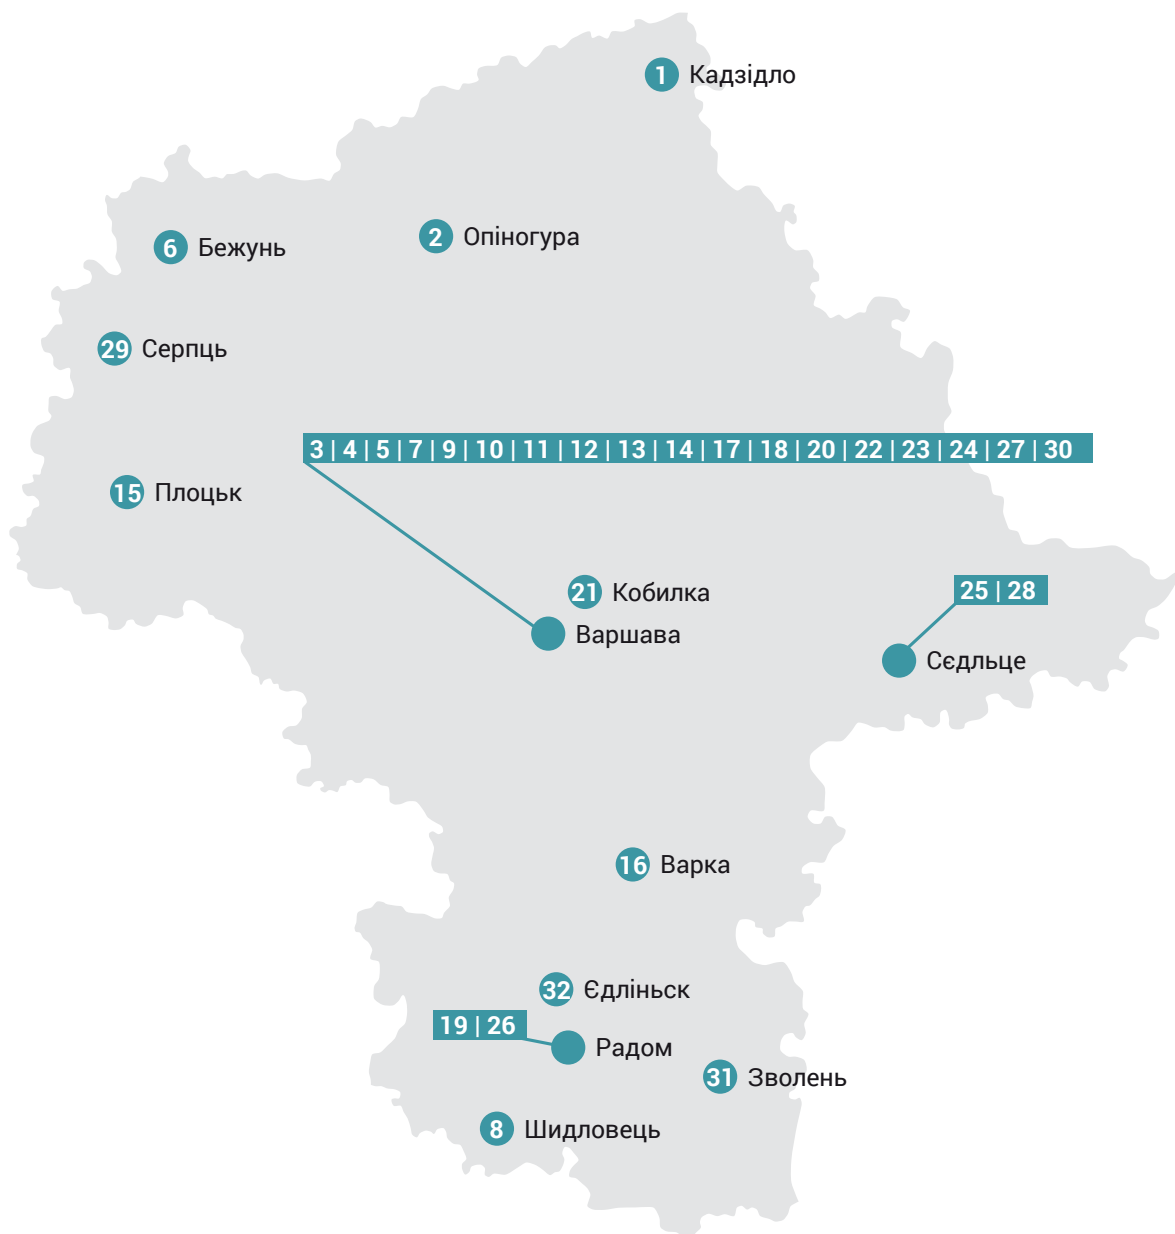 1 Кадзідло
2 Опіногура
6 Бежунь
29 Серпць
3 | 4 | 5 | 7 | 9 | 10 | 11 | 12 | 13 | 14 | 17 | 18 | 20 | 22 | 23 | 24 | 27 | 30
15 Плоцьк
25 | 28
21 Кобилка
Варшава
Сєдльце
16 Варка
32 Єдліньск
19 | 26
Радом
31 Зволень
8 Шидловець